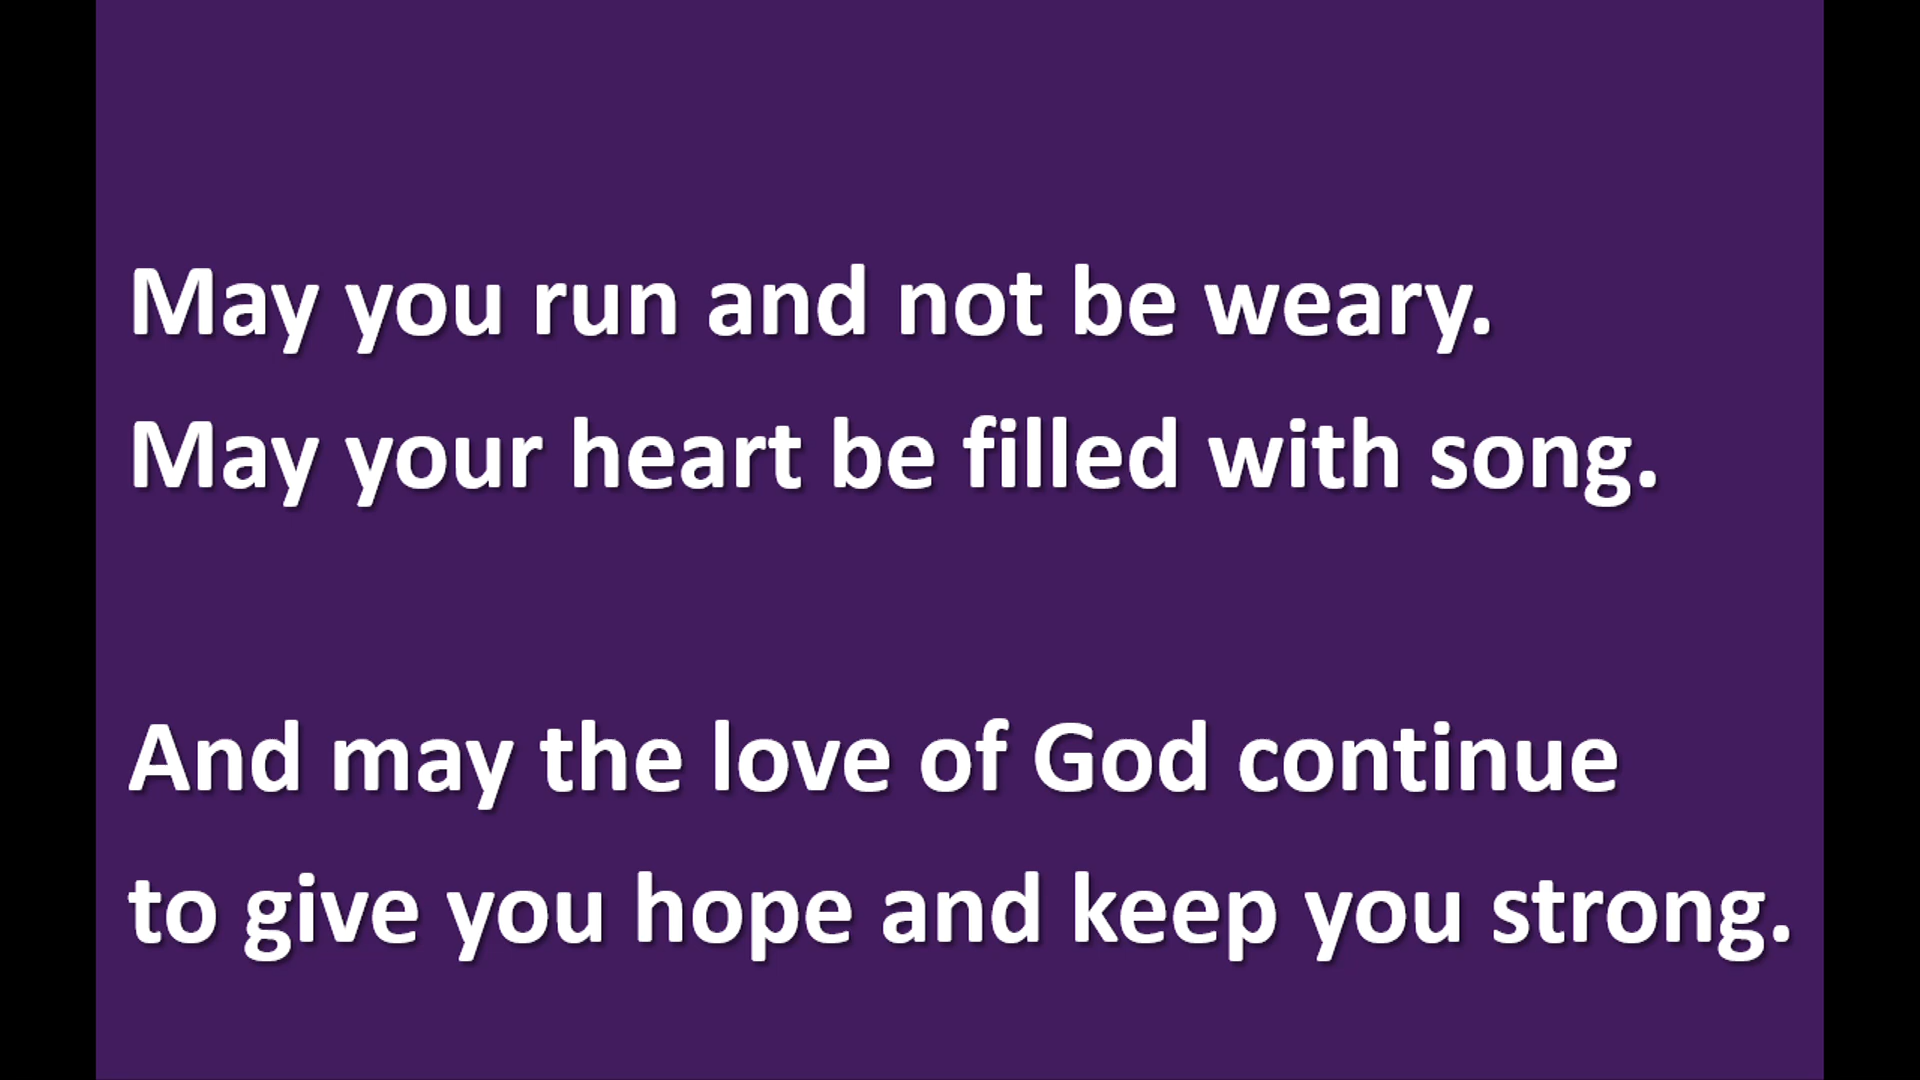 May you run and not be weary.
May your heart be filled with song.
And may the love of God continue
to give you hope and keep you strong.